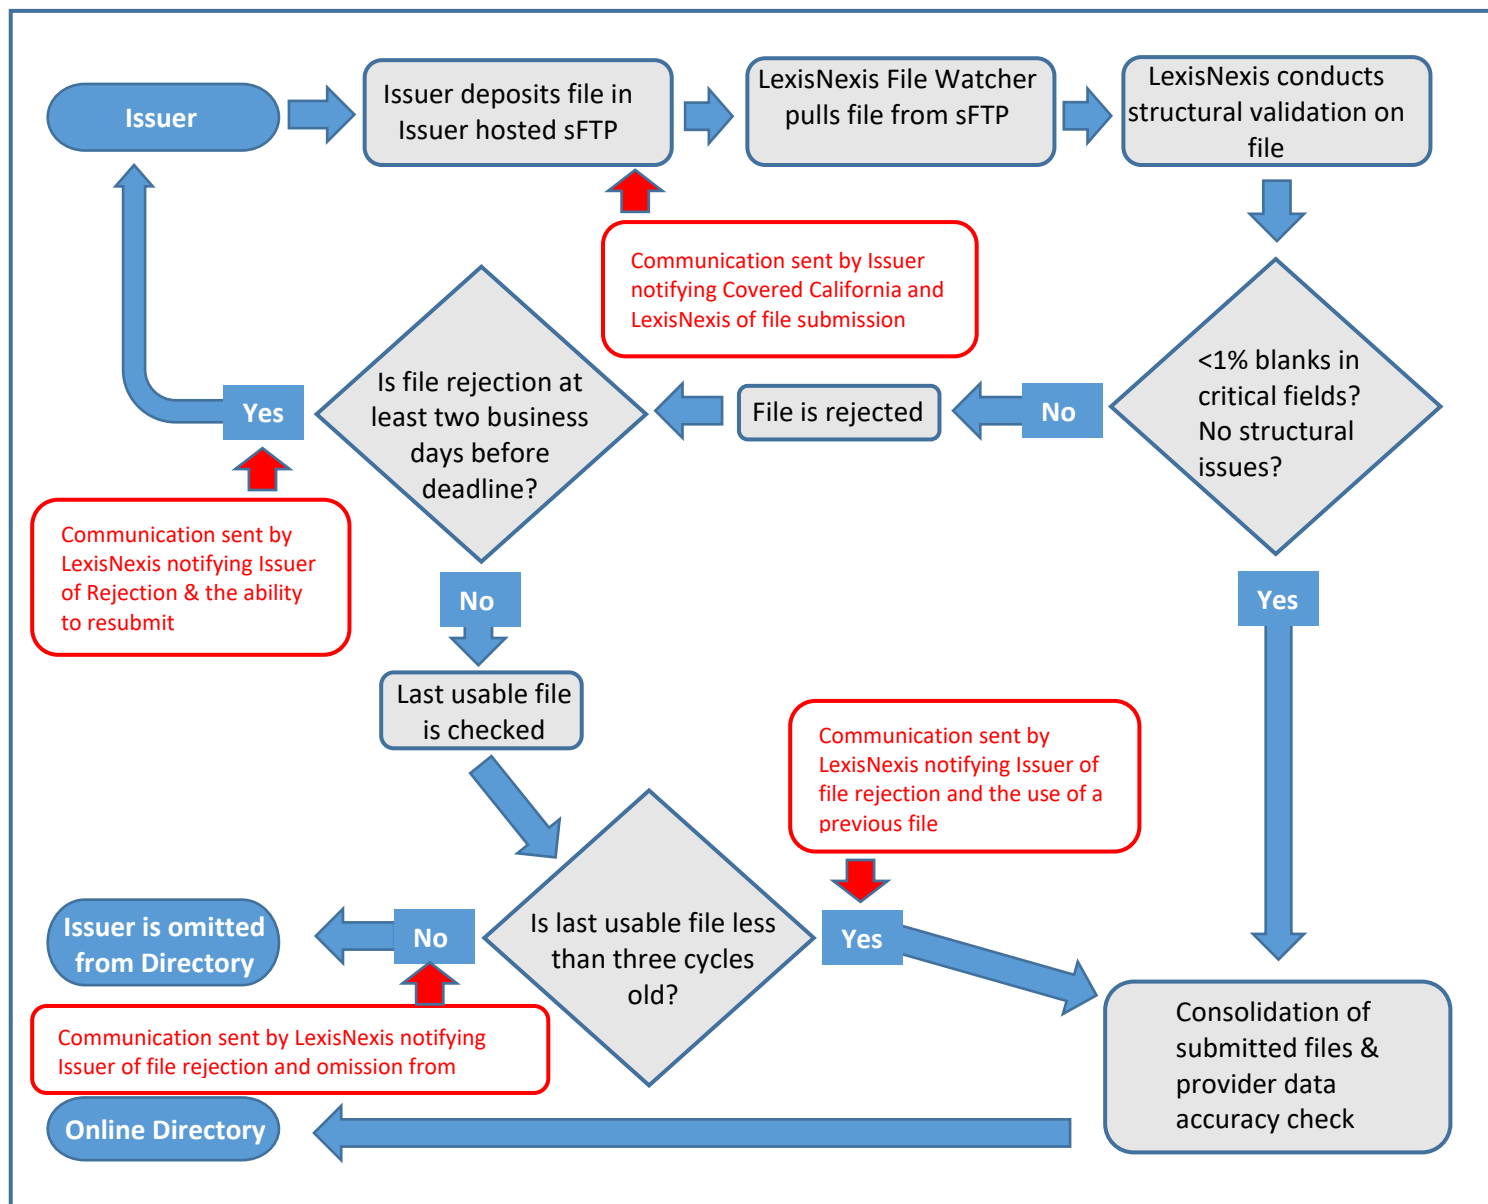 Issuer
Issuer deposits file in
Issuer hosted sFTP
LexisNexis File Watcher
pulls file from sFTP
LexisNexis conducts
structural validation on
file
Communication sent by Issuer
notifying Covered California and
LexisNexis of file submission
<1% blanks in
critical fields?
No structural
issues?
No
File is rejected
Is file rejection at
least two business
days before
deadline?
Yes
Communication sent by
LexisNexis notifying Issuer
of Rejection & the ability
to resubmit
No
Yes
Last usable file
is checked
Communication sent by
LexisNexis notifying Issuer of
file rejection and the use of a
previous file
Is last usable file less
than three cycles
old?
No
Yes
Issuer is omitted
from Directory
Communication sent by LexisNexis notifying
Issuer of file rejection and omission from
Consolidation of
submitted files &
provider data
accuracy check
Online Directory